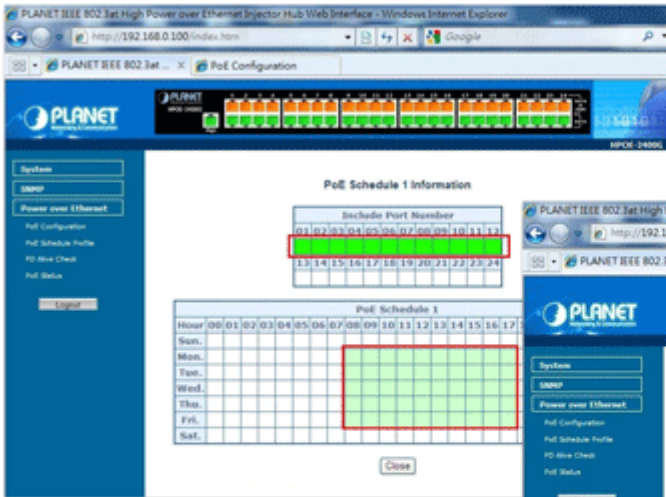 PLANET IEEE 802.3at High Power over Ethernet Injector Hub Web Interface - Windows Internet Explorer
http://192.168.0.100/index.htm
Google
PLANET IEEE 802.3at ...
PoE Configuration
PLANET
Networking & Communication
PLANET
HPOE-2400G
System
SNMP
Power over Ethernet
PoE Configuration
PoE Schedule Profile
PD Alive Check
PoE Status
Logout
PoE Schedule 1 Information
Include Port Number
01 02 03 04 05 06 07 08 09 10 11 12
13 14 15 16 17 18 19 20 21 22 23 24
PoE Schedule 1
Hour 00 01 02 03 04 05 06 07 08 09 10 11 12 13 14 15 16 17
Sun.
Mon.
Tue.
Wed.
Thu.
Fri.
Sat.
Close
PLANET IEEE 802.3at High
http://192.1
PLANET IEEE 802.3
PLANET
Networking & Communication
System
SNMP
Power over Ethernet
PoE Configuration
PoE Schedule Profile
PD Alive Check
PoE Status